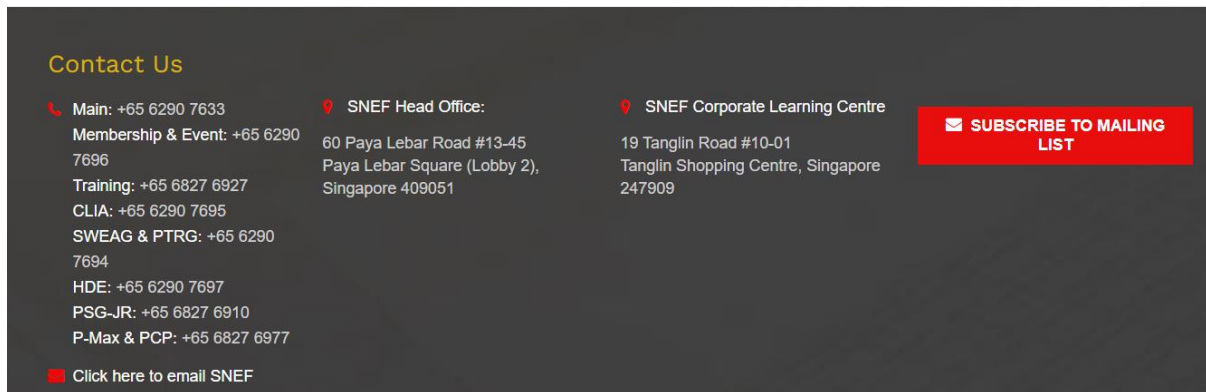 Contact Us
Main: +65 6290 7633
Membership & Event: +65 6290
7696
Training: +65 6827 6927
CLIA: +65 6290 7695
SWEAG & PTRG: +65 6290
7694
HDE: +65 6290 7697
PSG-JR: +65 6827 6910
P-Max & PCP: +65 6827 6977
Click here to email SNEF
SNEF Head Office:
60 Paya Lebar Road #13-45
Paya Lebar Square (Lobby 2),
Singapore 409051
SNEF Corporate Learning Centre
19 Tanglin Road #10-01
Tanglin Shopping Centre, Singapore
247909
SUBSCRIBE TO MAILING
LIST